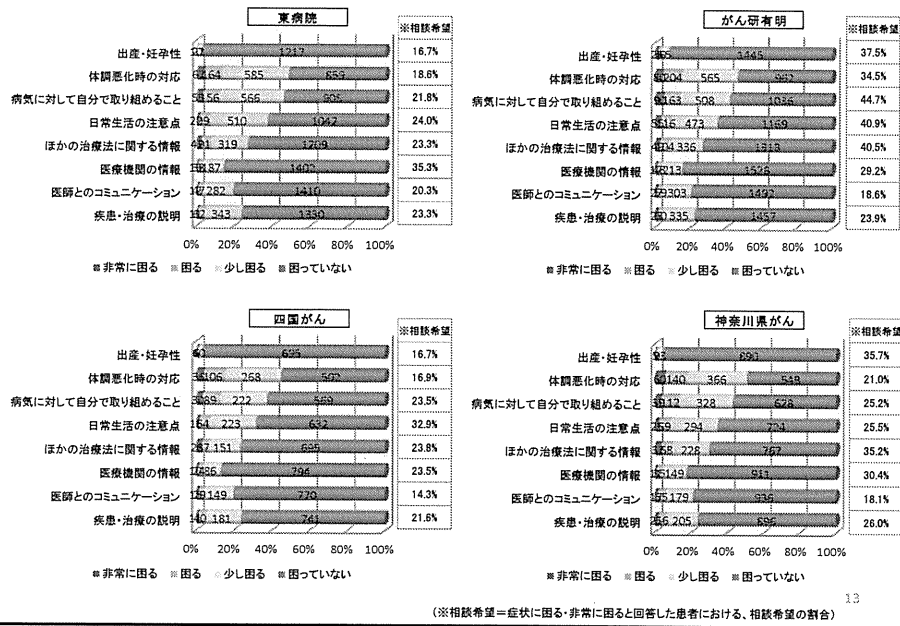 東病院
※相談希望
出産・妊孕性 1217 16.7%
体調悪化時の対応 164 585 859 18.6%
病気に対して自分で取り組めること 156 566 905 21.8%
日常生活の注意点 510 1042 24.0%
ほかの治療法に関する情報 319 1209 23.3%
医療機関の情報 187 1402 35.3%
医師とのコミュニケーション 282 1410 20.3%
疾患・治療の説明 343 1330 23.3%
0% 20% 40% 60% 80% 100%
非常に困る 困る 少し困る 困っていない
がん研有明
※相談希望
出産・妊孕性 1445 37.5%
体調悪化時の対応 204 565 34.5%
病気に対して自分で取り組めること 163 508 1036 44.7%
日常生活の注意点 116 473 1169 40.9%
ほかの治療法に関する情報 336 1313 40.5%
医療機関の情報 213 1528 29.2%
医師とのコミュニケーション 303 1492 18.6%
疾患・治療の説明 335 1457 23.9%
0% 20% 40% 60% 80% 100%
非常に困る 困る 少し困る 困っていない
四国がん
※相談希望
出産・妊孕性 695 16.7%
体調悪化時の対応 106 268 502 16.9%
病気に対して自分で取り組めること 89 222 569 23.5%
日常生活の注意点 223 632 32.9%
ほかの治療法に関する情報 151 695 23.8%
医療機関の情報 86 794 23.5%
医師とのコミュニケーション 149 770 14.3%
疾患・治療の説明 181 741 21.6%
0% 20% 40% 60% 80% 100%
非常に困る 困る 少し困る 困っていない
神奈川県がん
※相談希望
出産・妊孕性 690 35.7%
体調悪化時の対応 140 366 548 21.0%
病気に対して自分で取り組めること 112 328 628 25.2%
日常生活の注意点 294 704 25.5%
ほかの治療法に関する情報 228 767 35.2%
医療機関の情報 149 911 30.4%
医師とのコミュニケーション 179 936 18.1%
疾患・治療の説明 205 896 26.0%
0% 20% 40% 60% 80% 100%
非常に困る 困る 少し困る 困っていない
13
(※相談希望=症状に困る・非常に困ると回答した患者における、相談希望の割合)